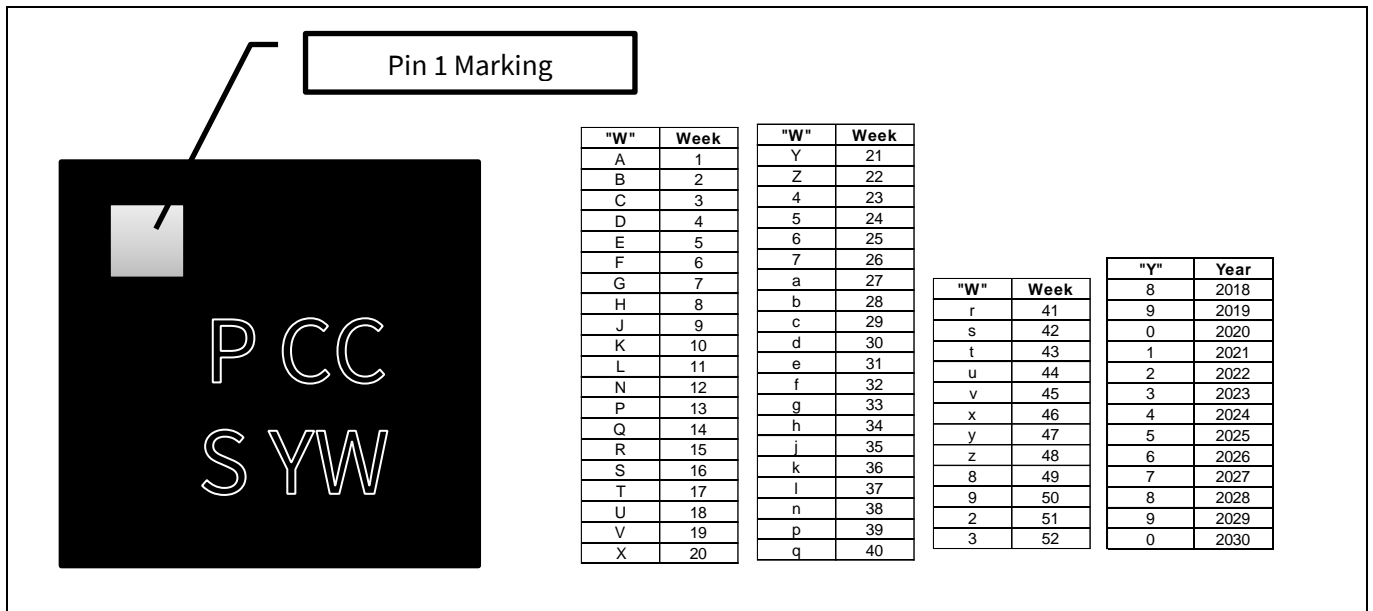 Pin 1 Marking
P CC
S YW
"W" Week
A 1
B 2
C 3
D 4
E 5
F 6
G 7
H 8
J 9
K 10
L 11
N 12
P 13
Q 14
R 15
S 16
T 17
U 18
V 19
X 20
"W" Week
Y 21
Z 22
4 23
5 24
6 25
7 26
a 27
b 28
c 29
d 30
e 31
f 32
g 33
h 34
j 35
k 36
l 37
n 38
p 39
q 40
"W" Week
r 41
s 42
t 43
u 44
v 45
x 46
y 47
z 48
8 49
9 50
2 51
3 52
"Y" Year
8 2018
9 2019
0 2020
1 2021
2 2022
3 2023
4 2024
5 2025
6 2026
7 2027
8 2028
9 2029
0 2030